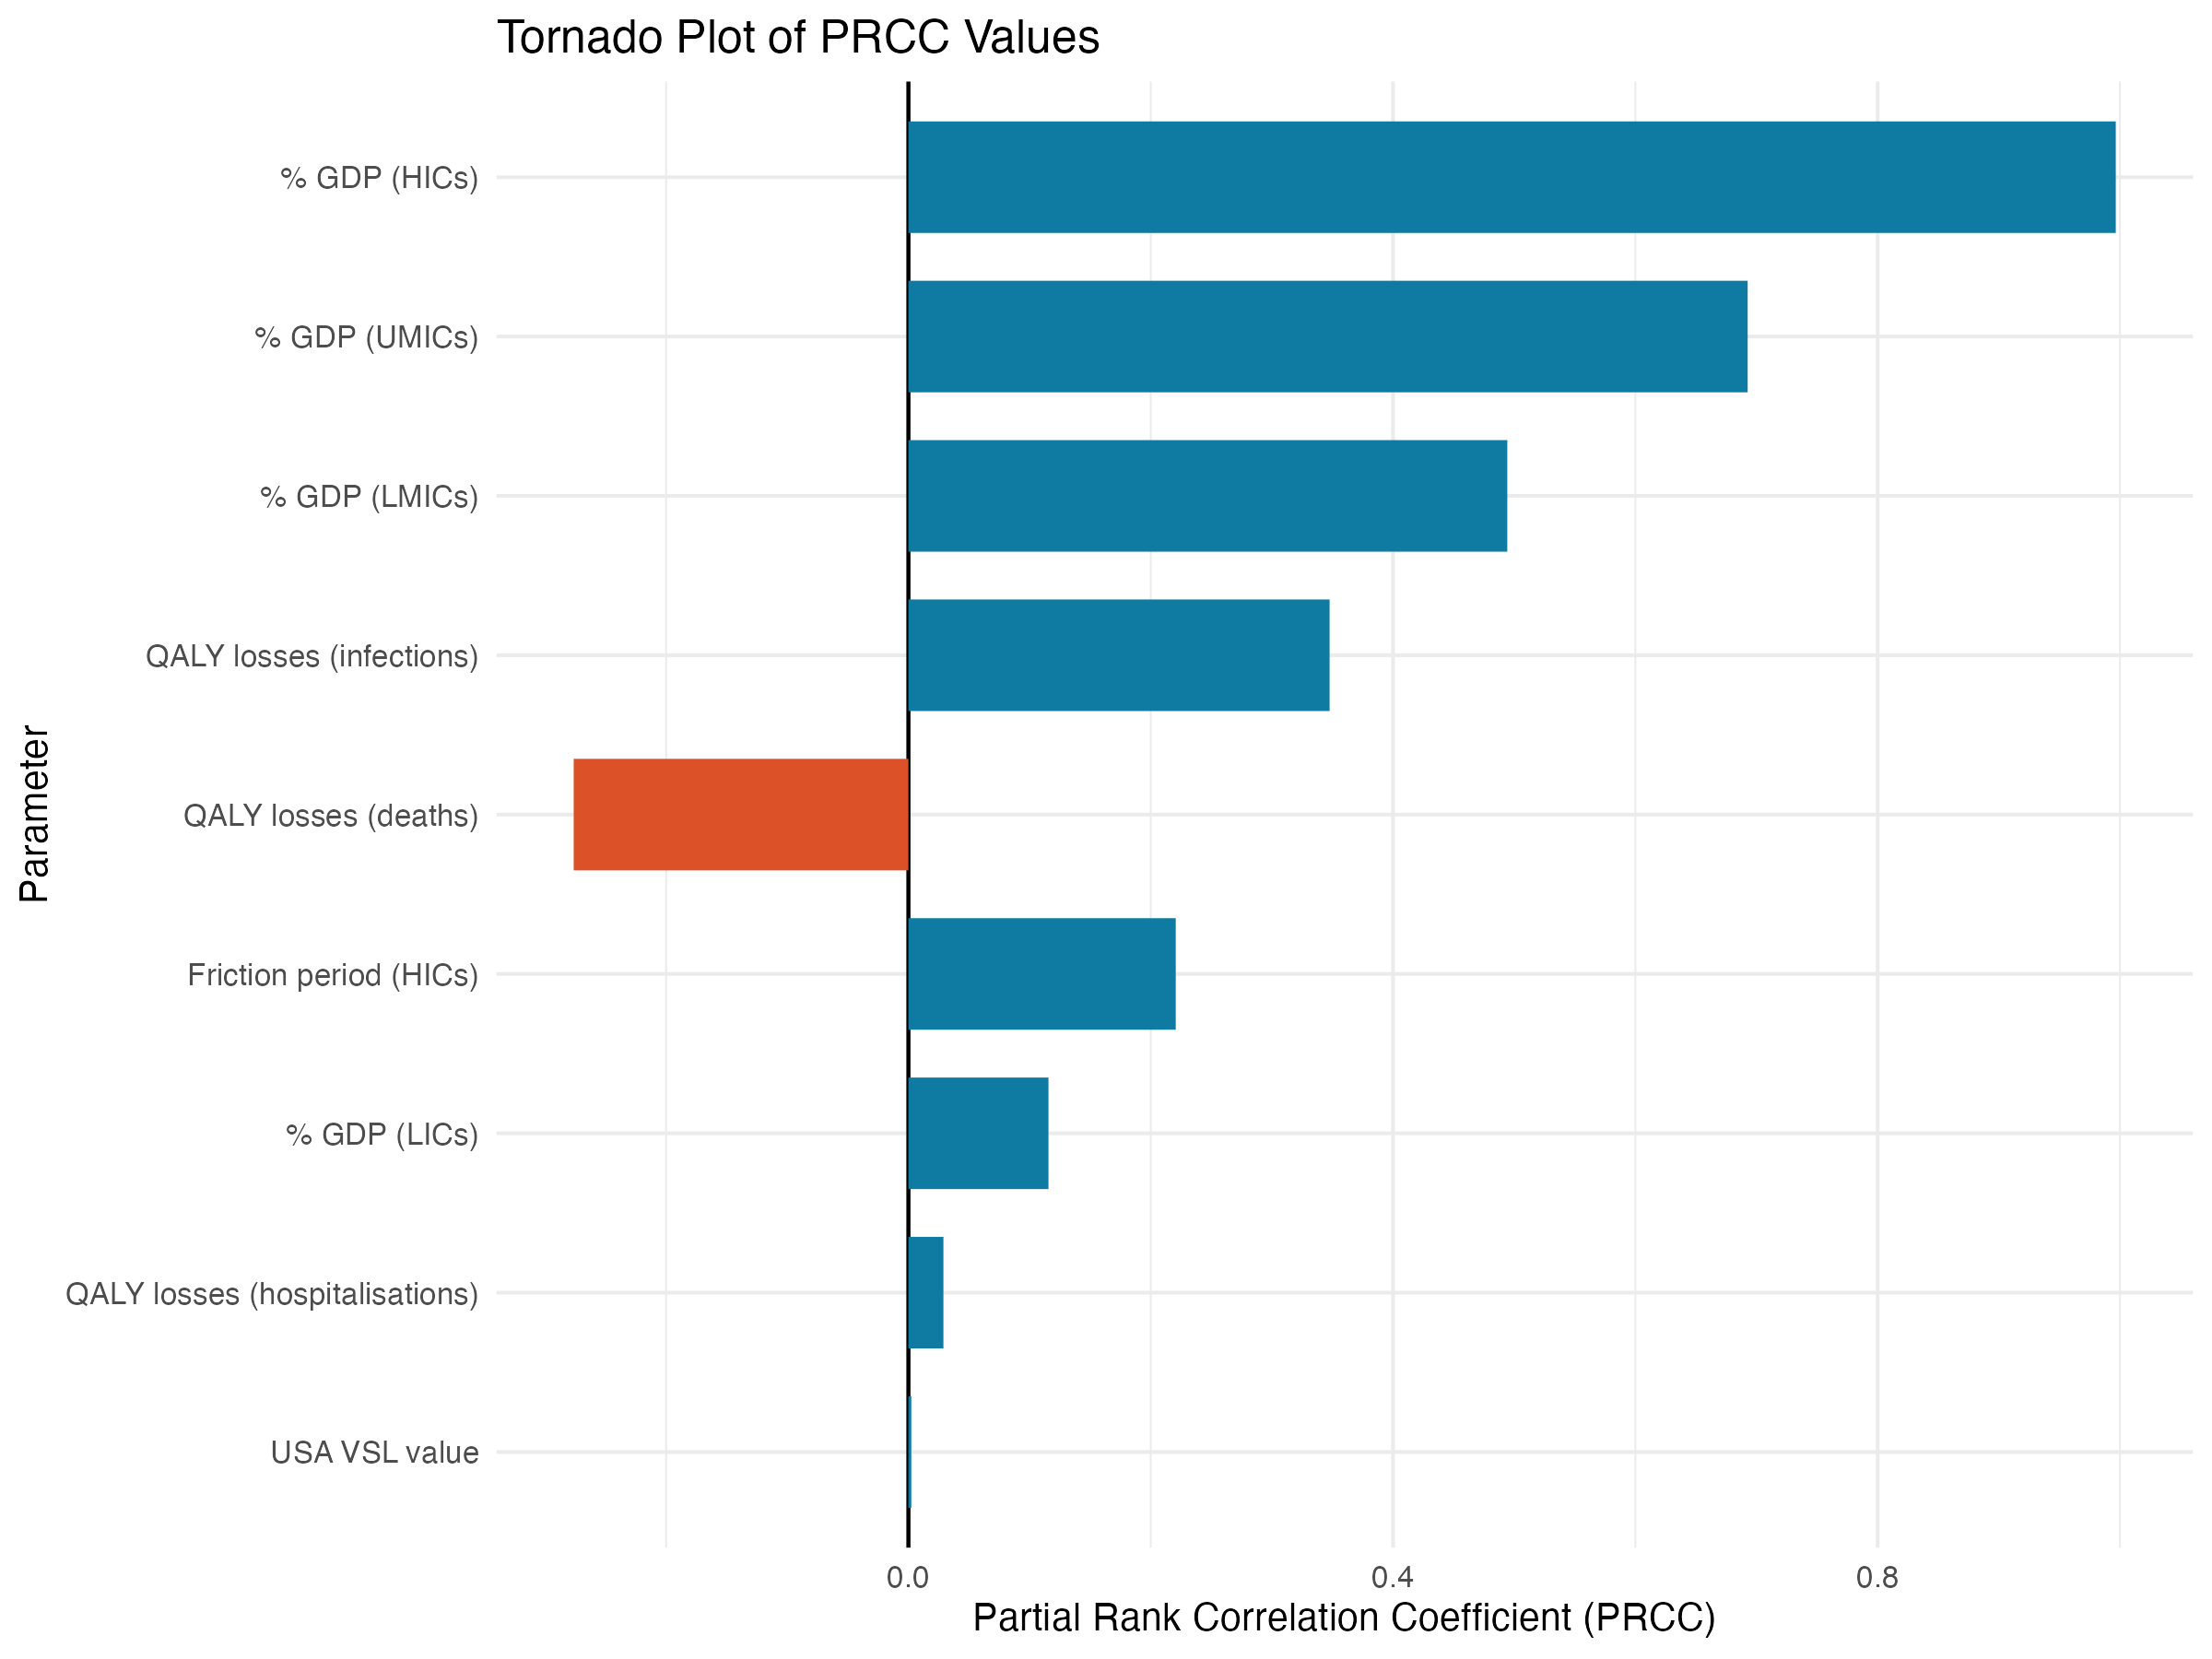 Tornado Plot of PRCC Values
% GDP (HICs)
% GDP (UMICs)
% GDP (LMICs)
QALY losses (infections)
QALY losses (deaths)
Friction period (HICs)
% GDP (LICs)
QALY losses (hospitalisations)
USA VSL value
Parameter
0.0 0.4 0.8
Partial Rank Correlation Coefficient (PRCC)